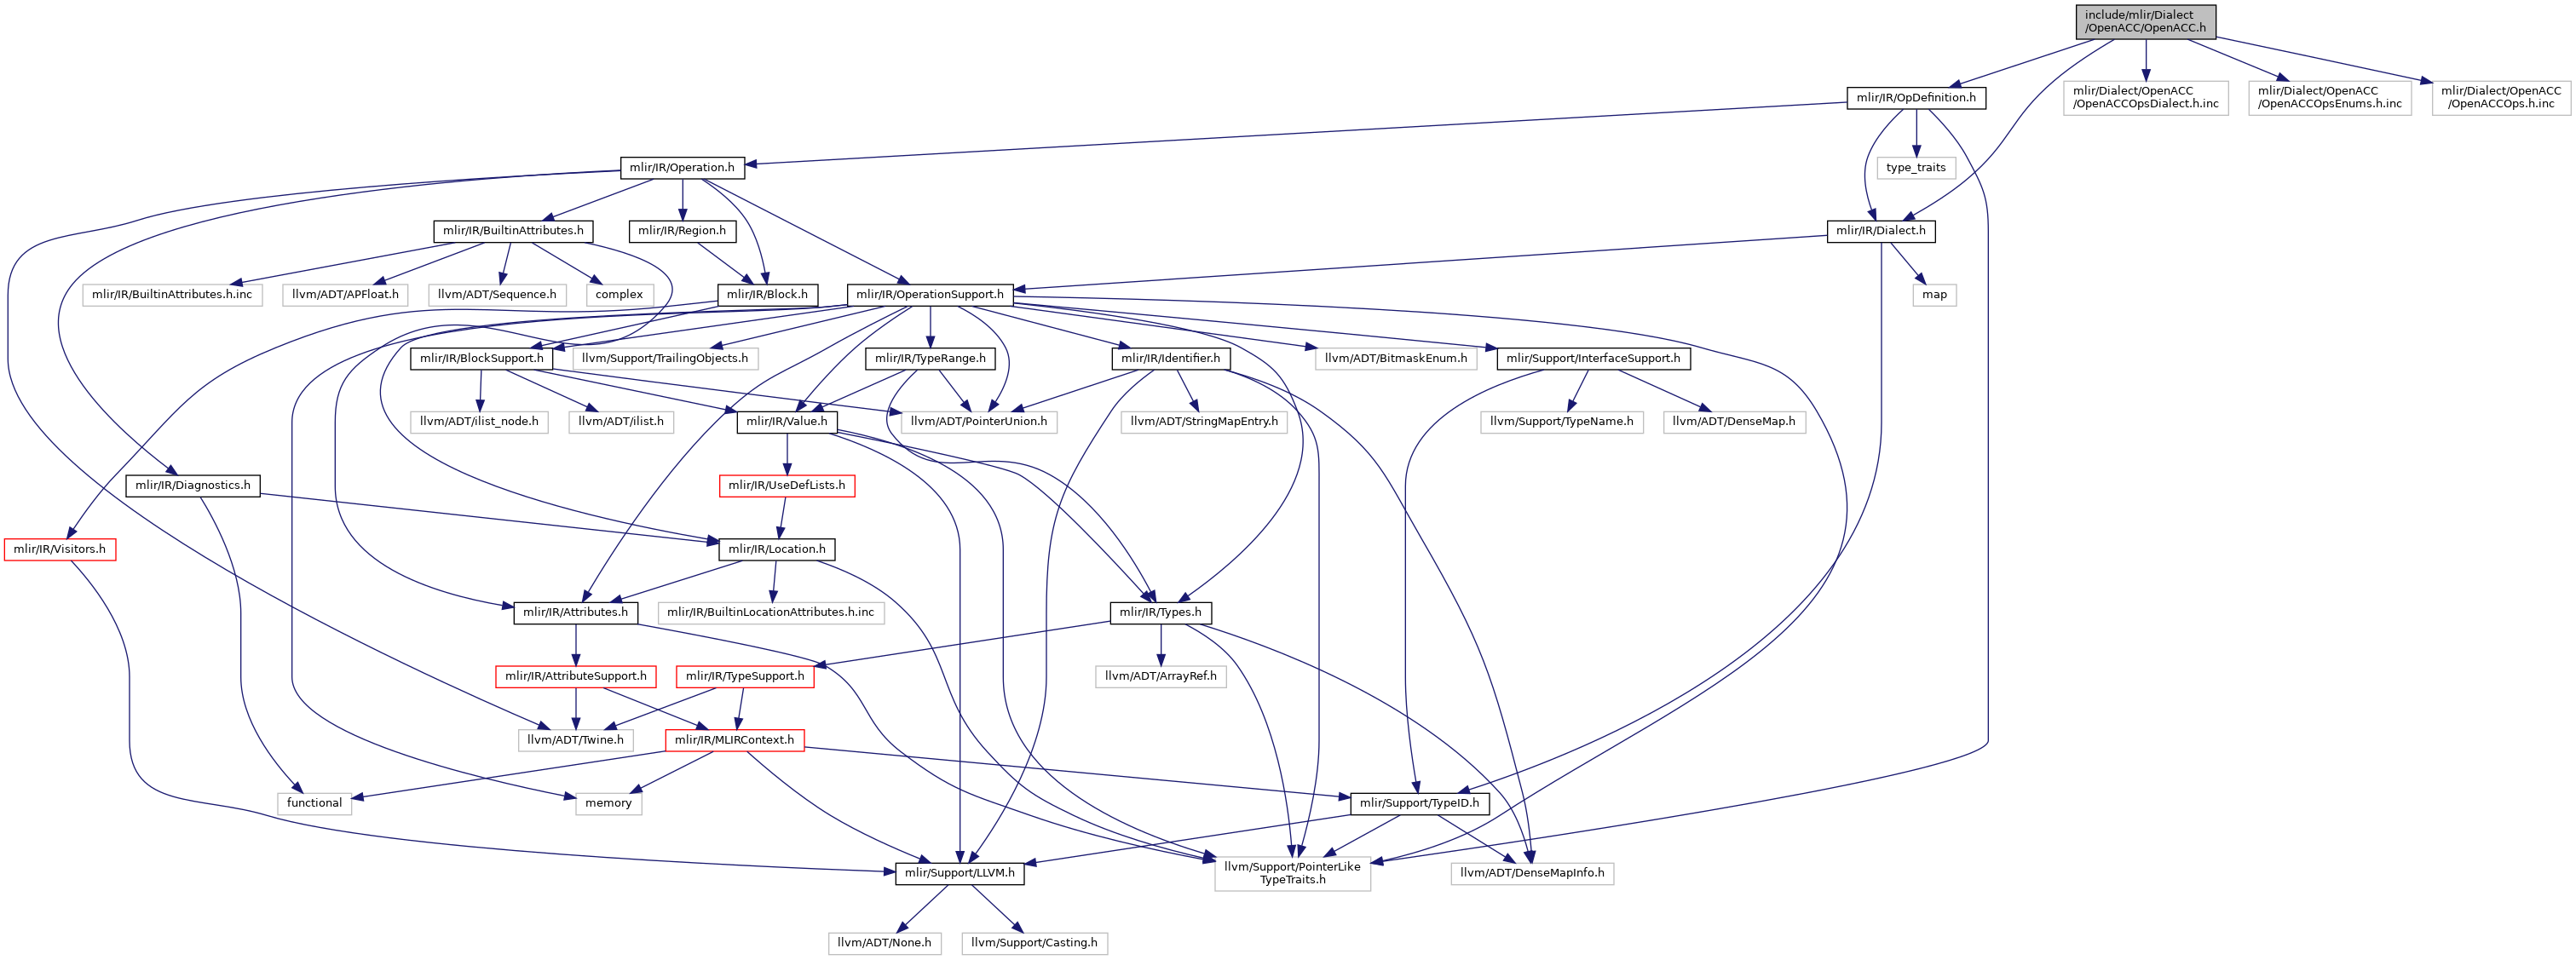 include/mlir/Dialect
/OpenACC/OpenACC.h
mlir/IR/OpDefinition.h
mlir/Dialect/OpenACC
/OpenACCOpsDialect.h.inc
mlir/Dialect/OpenACC
/OpenACCOpsEnums.h.inc
mlir/Dialect/OpenACC
/OpenACCOps.h.inc
mlir/IR/Operation.h
type_traits
mlir/IR/BuiltinAttributes.h
mlir/IR/Region.h
mlir/IR/Dialect.h
mlir/IR/BuiltinAttributes.h.inc
llvm/ADT/APFloat.h
llvm/ADT/Sequence.h
complex
mlir/IR/Block.h
mlir/IR/OperationSupport.h
map
mlir/IR/BlockSupport.h
llvm/Support/TrailingObjects.h
mlir/IR/TypeRange.h
mlir/IR/Identifier.h
llvm/ADT/BitmaskEnum.h
mlir/Support/InterfaceSupport.h
llvm/ADT/ilist_node.h
llvm/ADT/ilist.h
mlir/IR/Value.h
llvm/ADT/PointerUnion.h
llvm/ADT/StringMapEntry.h
llvm/Support/TypeName.h
llvm/ADT/DenseMap.h
mlir/IR/Diagnostics.h
mlir/IR/UseDefLists.h
mlir/IR/Visitors.h
mlir/IR/Location.h
mlir/IR/Attributes.h
mlir/IR/BuiltinLocationAttributes.h.inc
mlir/IR/Types.h
mlir/IR/AttributeSupport.h
mlir/IR/TypeSupport.h
llvm/ADT/ArrayRef.h
llvm/ADT/Twine.h
mlir/IR/MLIRContext.h
functional
memory
mlir/Support/TypeID.h
mlir/Support/LLVM.h
llvm/Support/PointerLike
TypeTraits.h
llvm/ADT/DenseMapInfo.h
llvm/ADT/None.h
llvm/Support/Casting.h